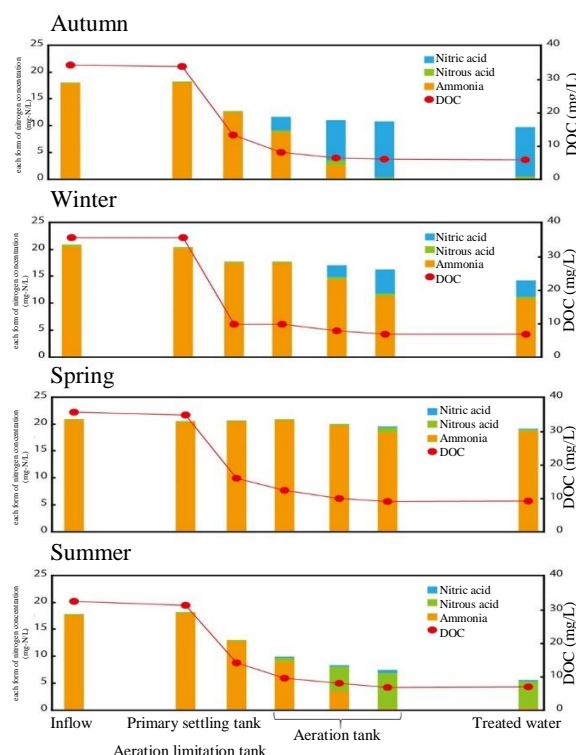 Autumn
25
20
15
10
5
0
each form of nitrogen concentration
(mg-N/L)
Nitric acid
Nitrous acid
Ammonia
DOC
40
30
20
10
0
DOC (mg/L)
Winter
25
20
15
10
5
0
each form of nitrogen concentration
(mg-N/L)
Nitric acid
Nitrous acid
Ammonia
DOC
40
30
20
10
0
DOC (mg/L)
Spring
25
20
15
10
5
0
each form of nitrogen concentration
(mg-N/L)
Nitric acid
Nitrous acid
Ammonia
DOC
40
30
20
10
0
DOC (mg/L)
Summer
25
20
15
10
5
0
each form of nitrogen concentration
(mg-N/L)
Nitric acid
Nitrous acid
Ammonia
DOC
40
30
20
10
0
DOC (mg/L)
Inflow
Primary settling tank
Aeration limitation tank
Aeration tank
Treated water